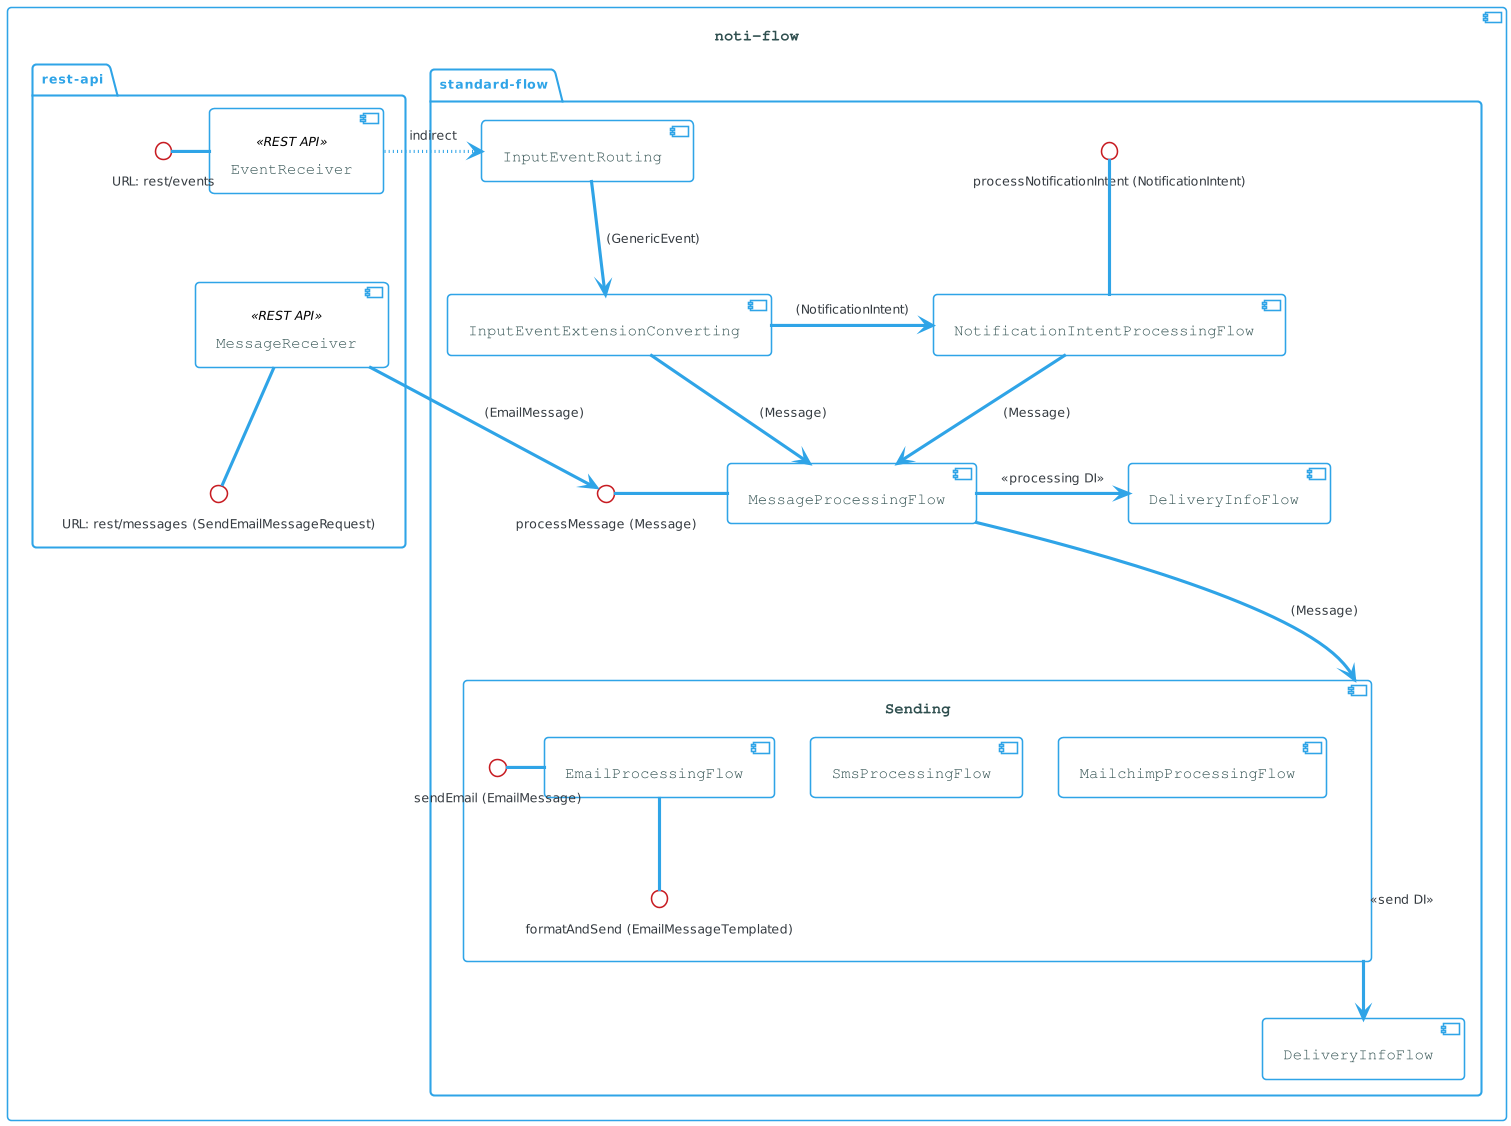 noti-flow
rest-api
standard-flow
«REST API»
EventReceiver
URL: rest/events
indirect
InputEventRouting
processNotificationIntent (NotificationIntent)
(GenericEvent)
«REST API»
MessageReceiver
InputEventExtensionConverting
(NotificationIntent)
NotificationIntentProcessingFlow
(EmailMessage)
(Message)
(Message)
MessageProcessingFlow
«processing DI»
DeliveryInfoFlow
URL: rest/messages (SendEmailMessageRequest)
processMessage (Message)
(Message)
Sending
EmailProcessingFlow
SmsProcessingFlow
MailchimpProcessingFlow
sendEmail (EmailMessage)
«send DI»
formatAndSend (EmailMessageTemplated)
DeliveryInfoFlow